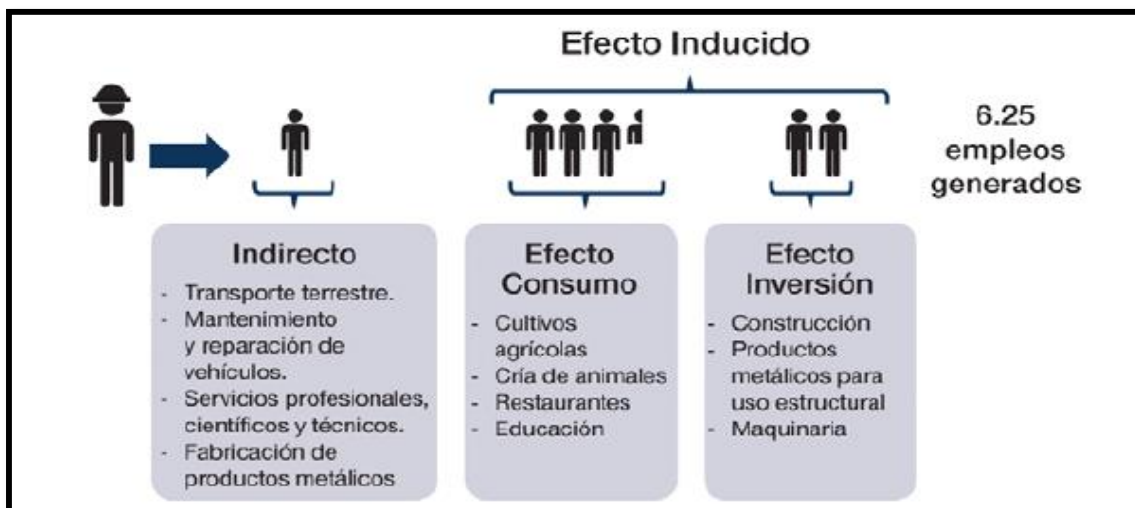 Efecto Inducido
6.25
empleos
generados
Indirecto
- Transporte terrestre.
- Mantenimiento
y reparación de
vehículos.
- Servicios profesionales,
científicos y técnicos.
- Fabricación de
productos metálicos
Efecto
Consumo
- Cultivos
agrícolas
- Cría de animales
- Restaurantes
- Educación
Efecto
Inversión
- Construcción
- Productos
metálicos para
uso estructural
- Maquinaria